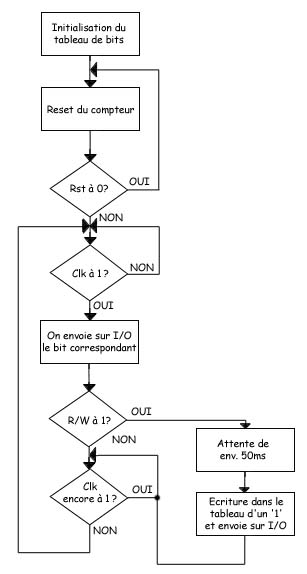 Initialisation du
tableau de bits
Reset du compteur
Rst à 0?
OUI
NON
Clk à 1?
NON
OUI
On envoie sur I/O
le bit correspondant
R/W à 1?
OUI
NON
Attente de
env. 50ms
Clk
encore à 1?
OUI
NON
Ecriture dans le
tableau d'un '1'
et envoie sur I/O